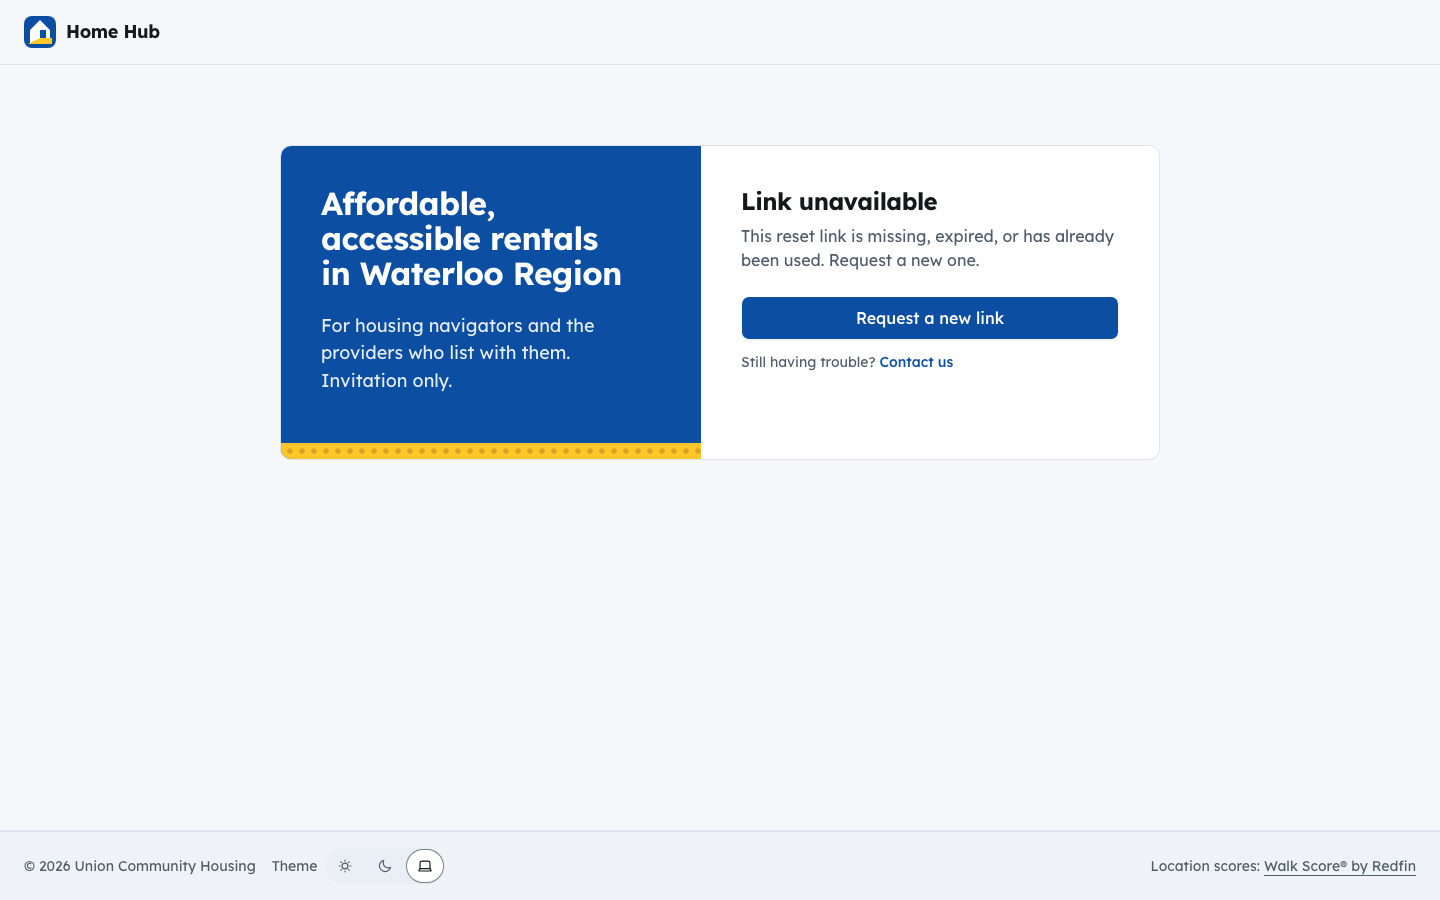 Home Hub
Affordable,
accessible rentals
in Waterloo Region
For housing navigators and the
providers who list with them.
Invitation only.
Link unavailable
This reset link is missing, expired, or has already
been used. Request a new one.
Request a new link
Still having trouble? Contact us
© 2026 Union Community Housing
Theme
Location scores: Walk Score® by Redfin